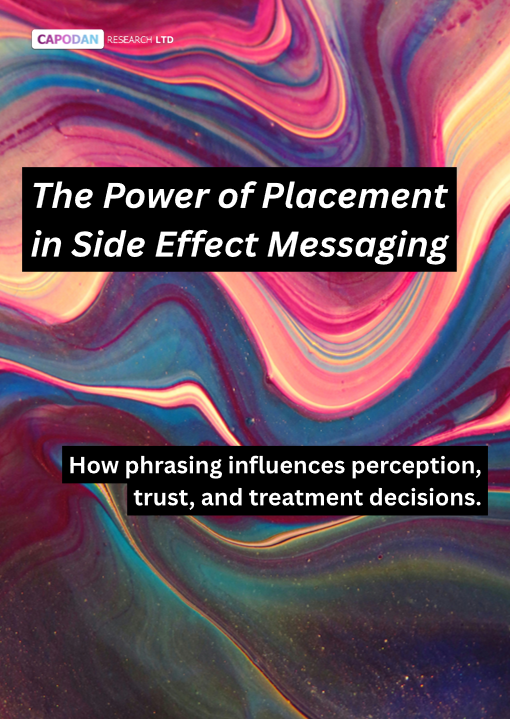 CAPODAN RESEARCH LTD
The Power of Placement
in Side Effect Messaging
How phrasing influences perception,
trust, and treatment decisions.